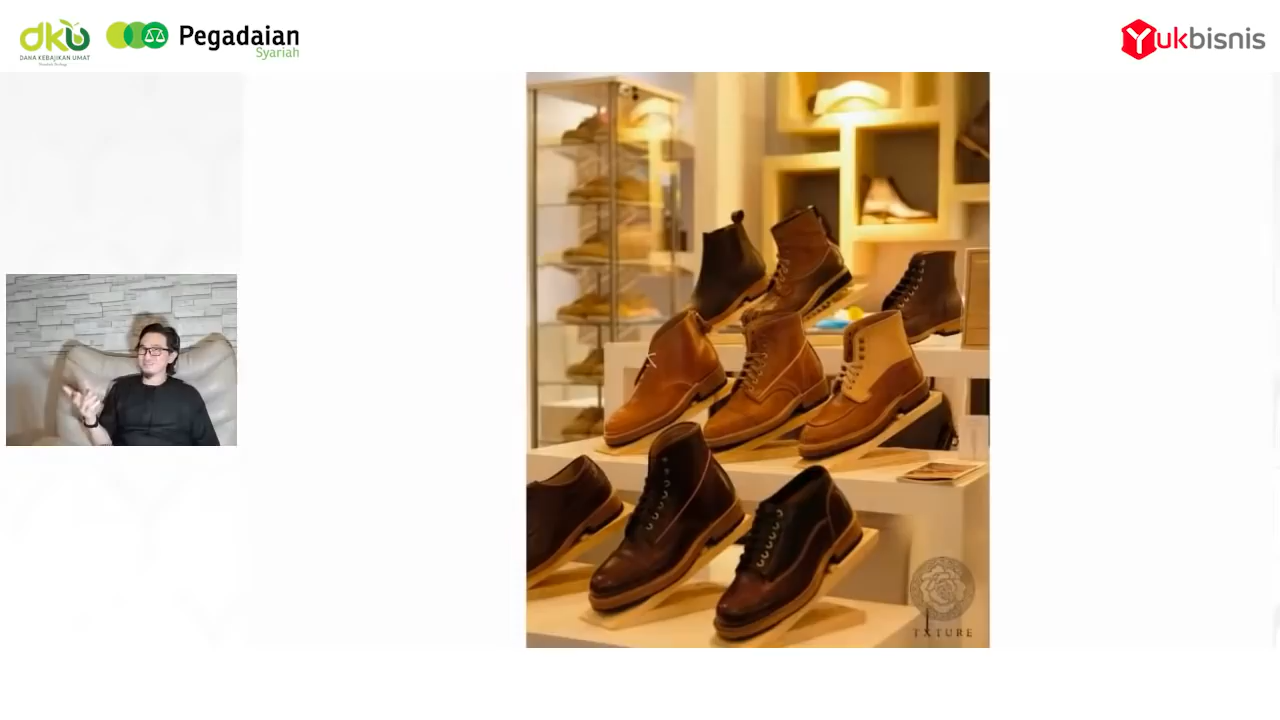 dku
DANA KEBAJIKAN UMAT
Pegadaian
Syariah
Yukbisnis
TXTURE